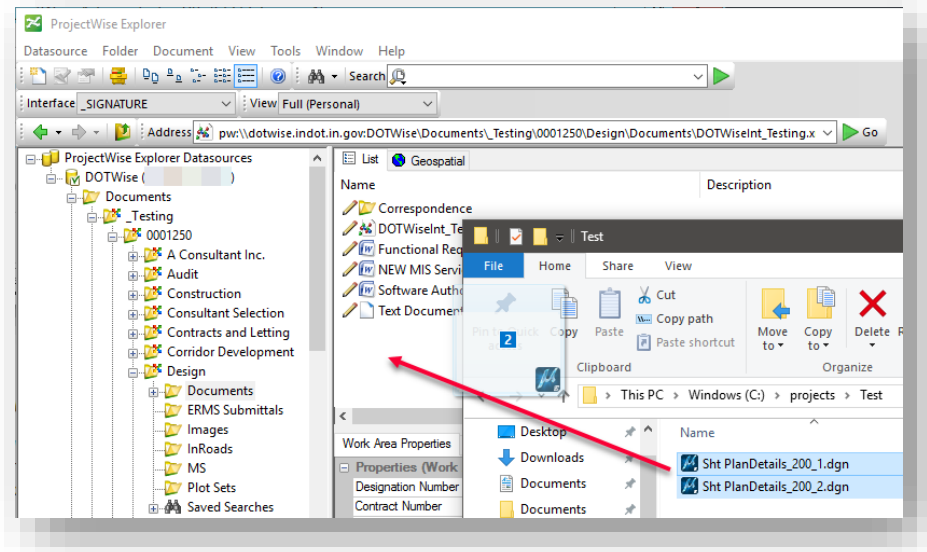 ProjectWise Explorer
Datasource Folder Document View Tools Window Help
Search
Interface _SIGNATURE View Full (Personal)
Address pw:\\dotwise.indot.in.gov:DOTWise\Documents\_Testing\0001250\Design\Documents\DOTWiseInt_Testing.x Go
ProjectWise Explorer Datasources
DOTWise ( )
Documents
_Testing
0001250
A Consultant Inc.
Audit
Construction
Consultant Selection
Contracts and Letting
Corridor Development
Design
Documents
ERMS Submittals
Images
InRoads
MS
Plot Sets
Saved Searches
List Geospatial
Name Description
Correspondence
DOTWiseInt_Te
Functional Req
NEW MIS Servi
Software Autho
Text Document
Work Area Properties
Properties (Work
Designation Number
Contract Number
Test
File Home Share View
Copy Paste
Cut
Copy path
Paste shortcut
Move to Copy to Delete R
2
Clipboard Organize
This PC > Windows (C:) > projects > Test
Desktop
Downloads
Documents
Documents
Name
Sht PlanDetails_200_1.dgn
Sht PlanDetails_200_2.dgn